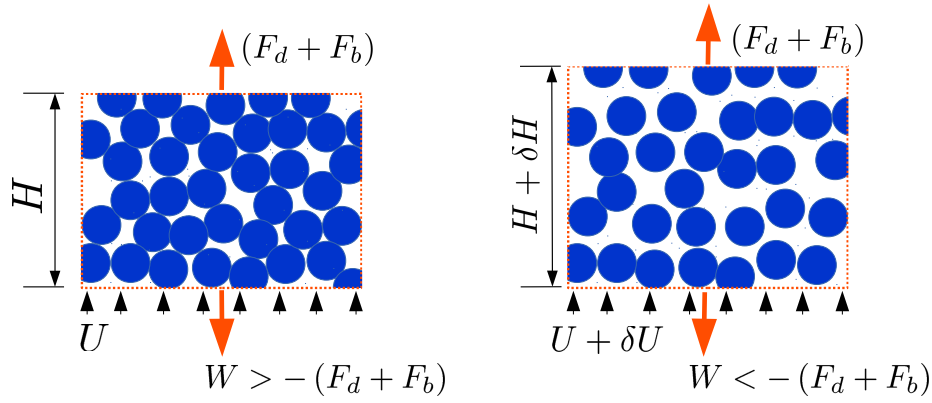 (F_d + F_b)
H
U
W > −(F_d + F_b)
(F_d + F_b)
H + δH
U + δU
W < −(F_d + F_b)